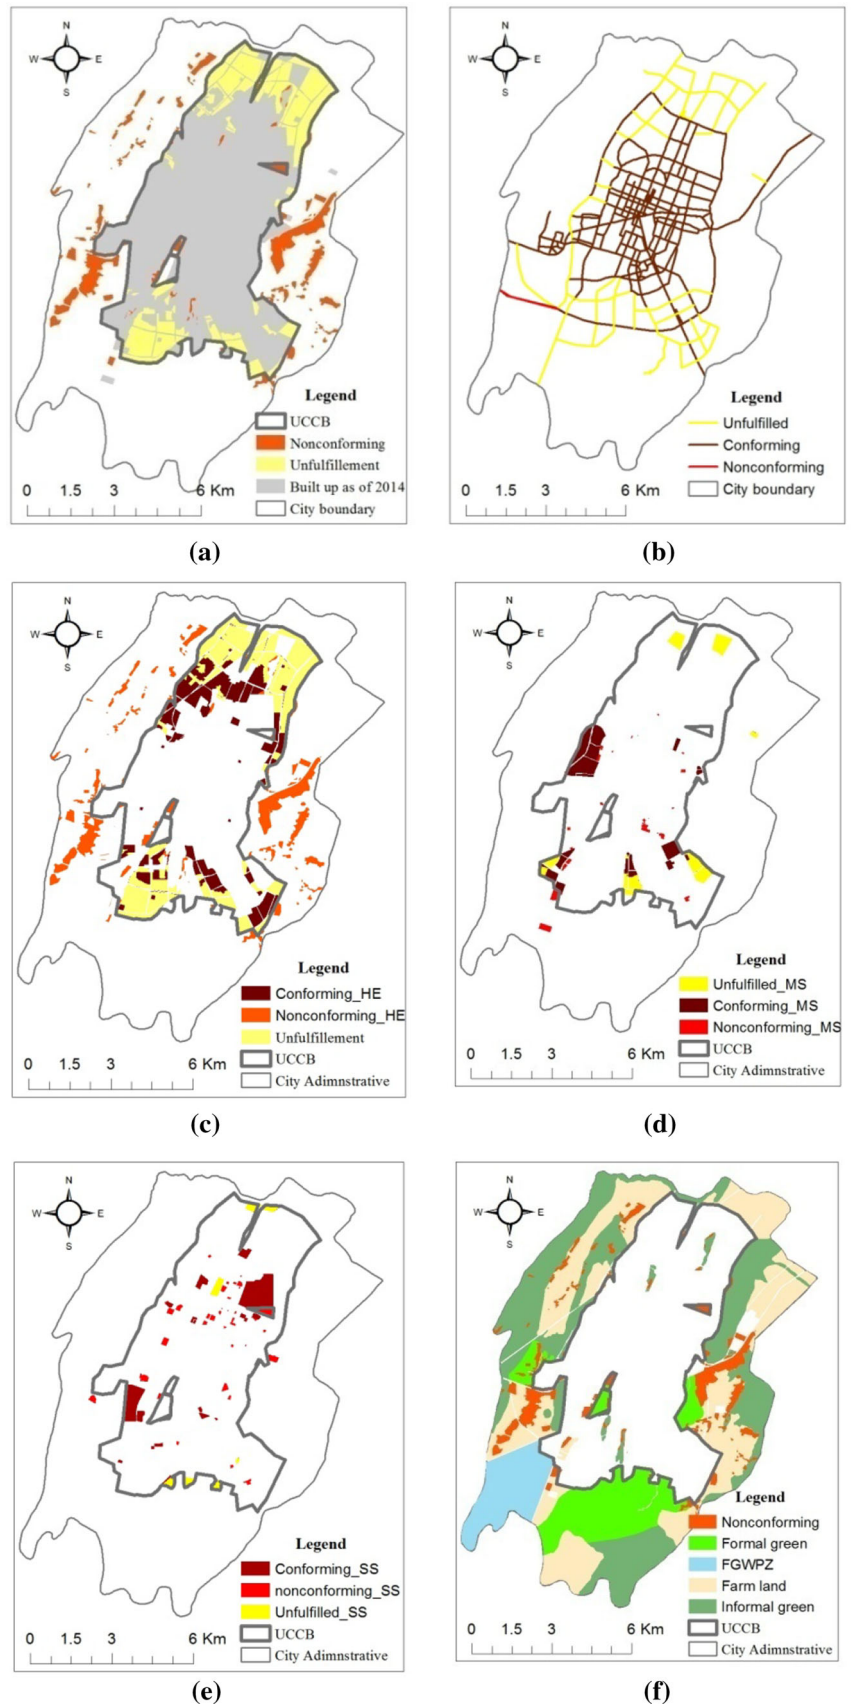 N
W E
S
Legend
UCCB
Nonconforming
Unfulfillement
Built up as of 2014
City boundary
0 1.5 3 6 Km
(a)
N
W E
S
Legend
Unfulfilled
Conforming
Nonconforming
City boundary
0 1.5 3 6 Km
(b)
N
W E
S
Legend
Conforming_HE
Nonconforming_HE
Unfulfillement
UCCB
City Adimnstrative
0 1.5 3 6 Km
(c)
N
W E
S
Legend
Unfulfilled_MS
Conforming_MS
Nonconforming_MS
UCCB
City Adimnstrative
0 1.5 3 6 Km
(d)
N
W E
S
Legend
Conforming_SS
nonconforming_SS
Unfulfilled_SS
UCCB
City Adimnstrative
0 1.5 3 6 Km
(e)
N
W E
S
Legend
Nonconforming
Formal green
FGWPZ
Farm land
Informal green
UCCB
City Admnstrative
0 1.5 3 6 KM
(f)